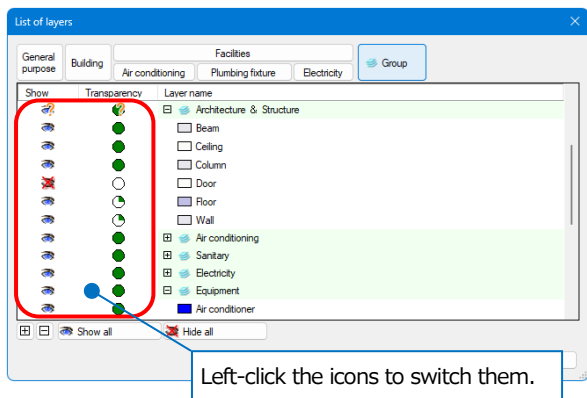 List of layers
General
purpose
Building
Facilities
Air conditioning
Plumbing fixture
Electricity
Group
Show Transparency Layer name
Architecture & Structure
Beam
Ceiling
Column
Door
Floor
Wall
Air conditioning
Sanitary
Electricity
Equipment
Air conditioner
Show all
Hide all
Left-click the icons to switch them.